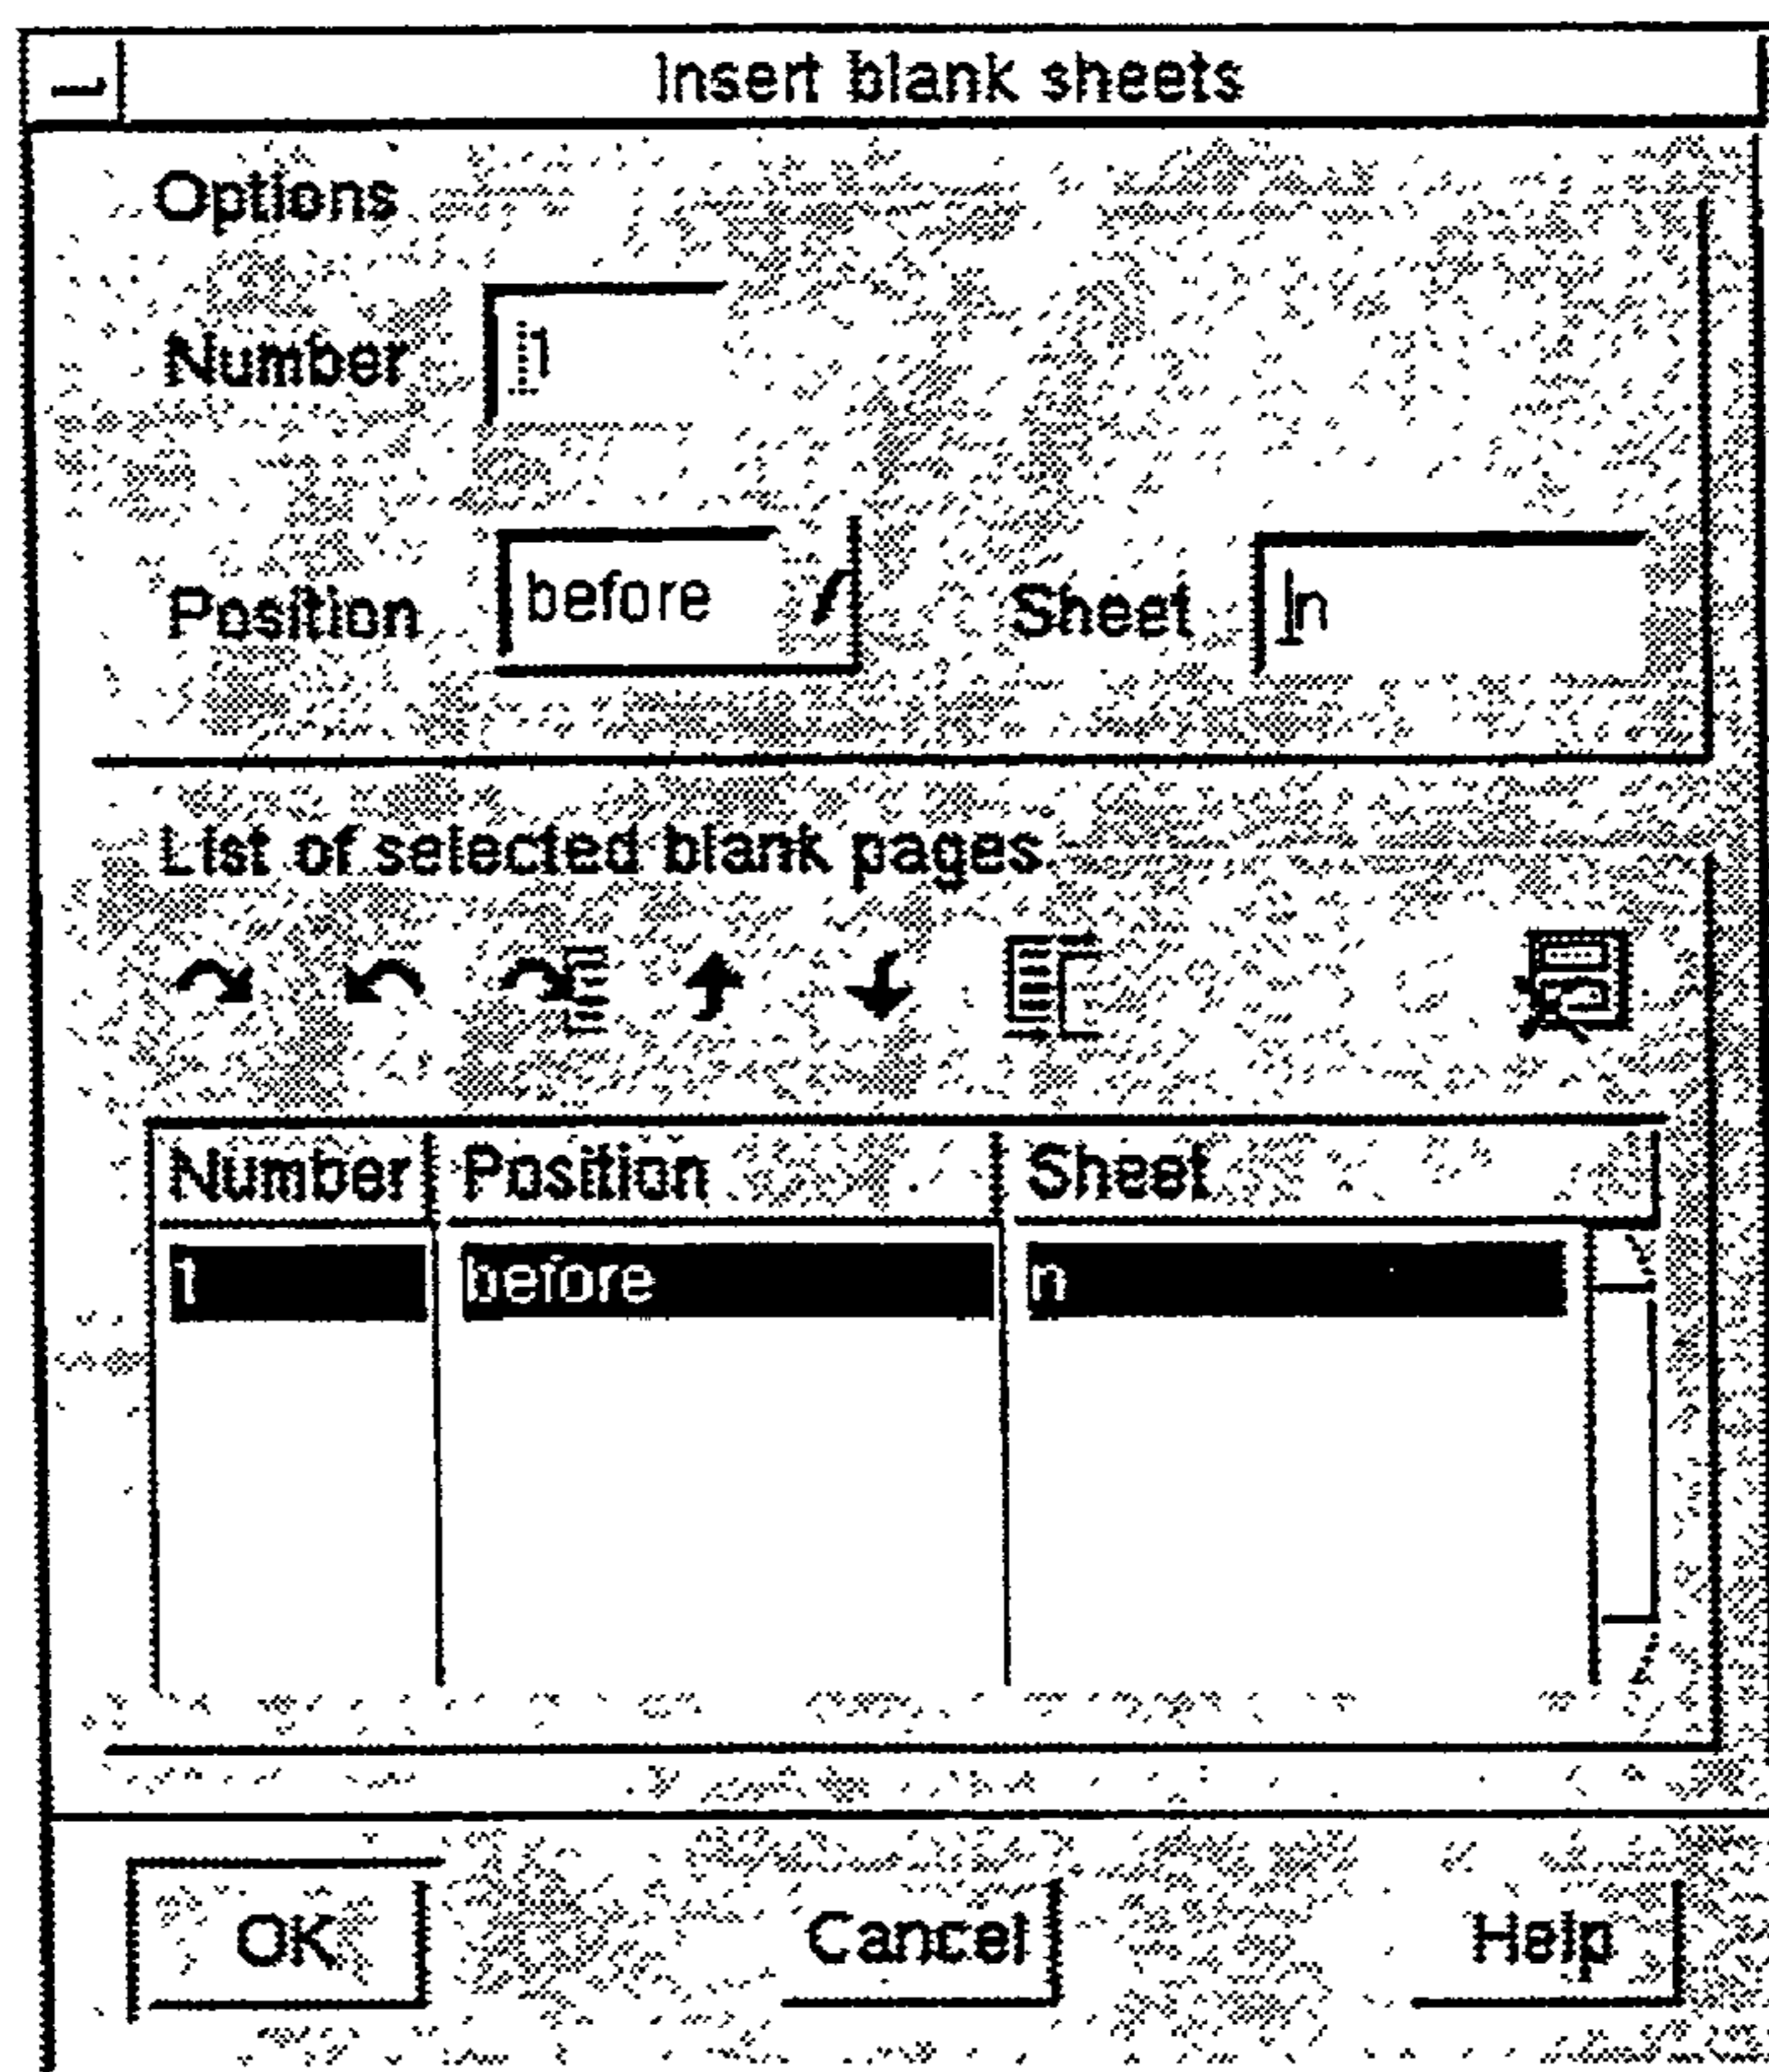 Insert blank sheets
Options
Number 1
Position before Sheet n
List of selected blank pages
Number Position Sheet
1 before n
OK Cancel Help